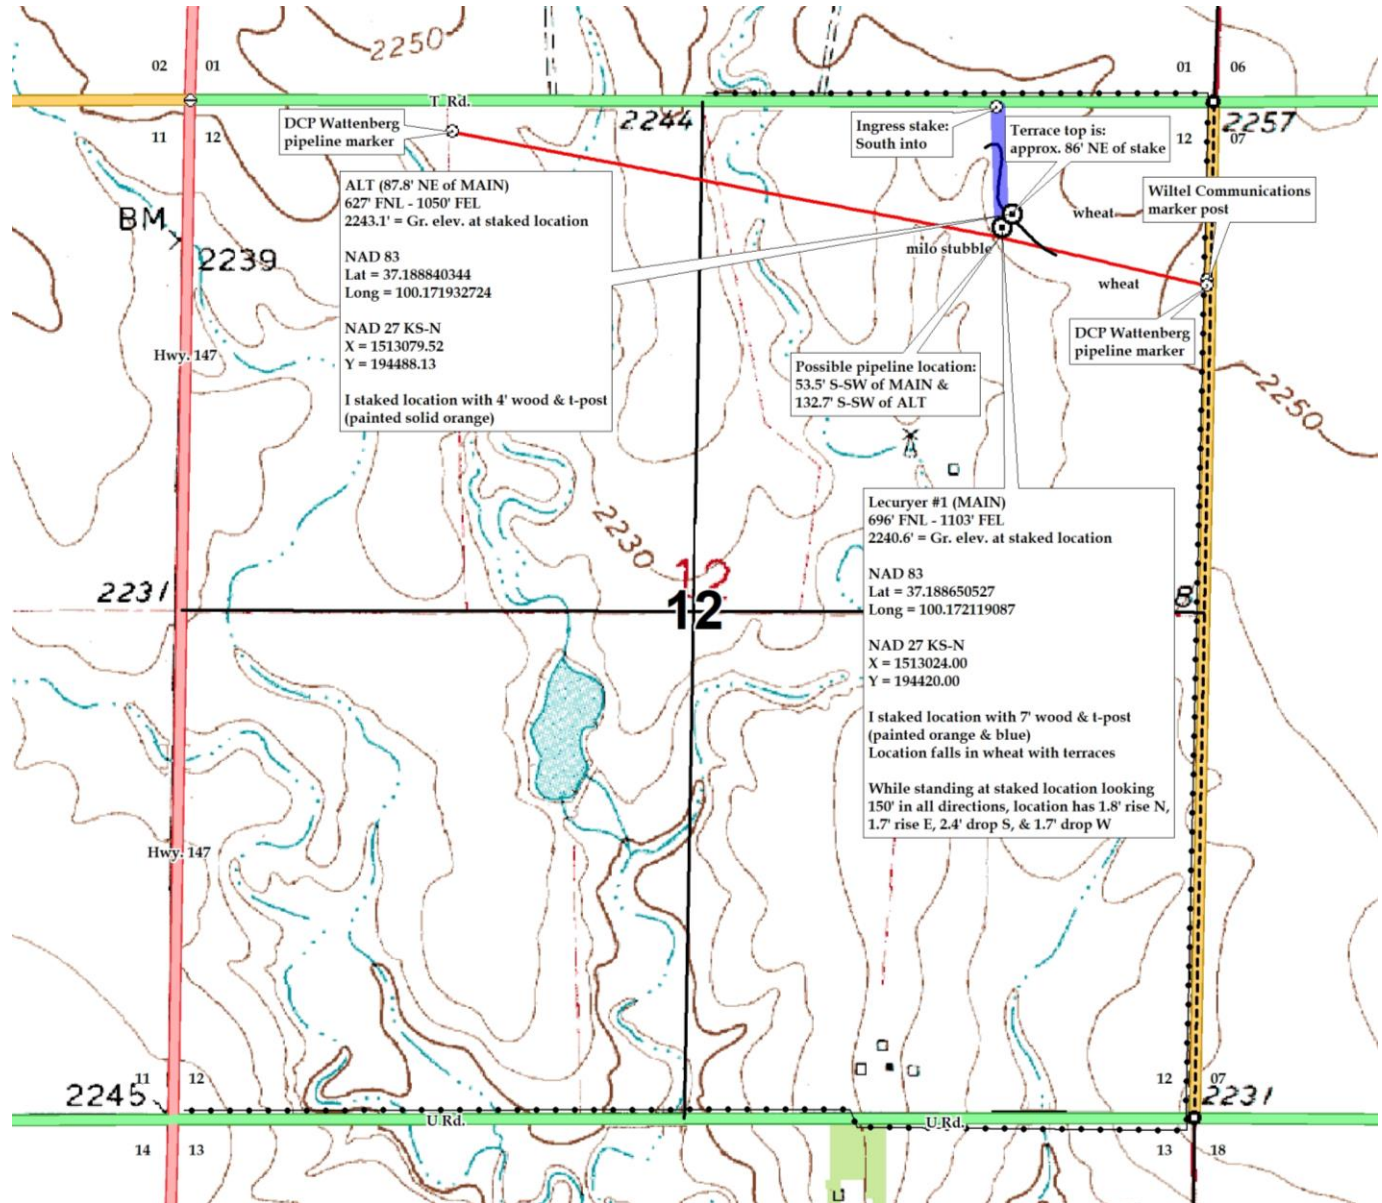 2250
02
01
01
06
T Rd.
2244
2257
11
12
12
07
DCP Wattenberg
pipeline marker
Ingress stake:
South into
Terrace top is:
approx. 86' NE of stake
Wiltel Communications
marker post
ALT (87.8' NE of MAIN)
627' FNL - 1050' FEL
2243.1' = Gr. elev. at staked location
NAD 83
Lat = 37.188840344
Long = 100.171932724
NAD 27 KS-N
X = 1513079.52
Y = 194488.13
I staked location with 4' wood & t-post
(painted solid orange)
BM
2239
wheat
milo stubble
wheat
DCP Wattenberg
pipeline marker
Hwy. 147
Possible pipeline location:
53.5' S-SW of MAIN &
132.7' S-SW of ALT
2250
2230
Lecuryer #1 (MAIN)
696' FNL - 1103' FEL
2240.6' = Gr. elev. at staked location
NAD 83
Lat = 37.188650527
Long = 100.172119087
NAD 27 KS-N
X = 1513024.00
Y = 194420.00
I staked location with 7' wood & t-post
(painted orange & blue)
Location falls in wheat with terraces
While standing at staked location looking
150' in all directions, location has 1.8' rise N,
1.7' rise E, 2.4' drop S, & 1.7' drop W
2231
12
12
8
Hwy. 147
11
12
2245
12
07
2231
U Rd.
U Rd.
14
13
13
18